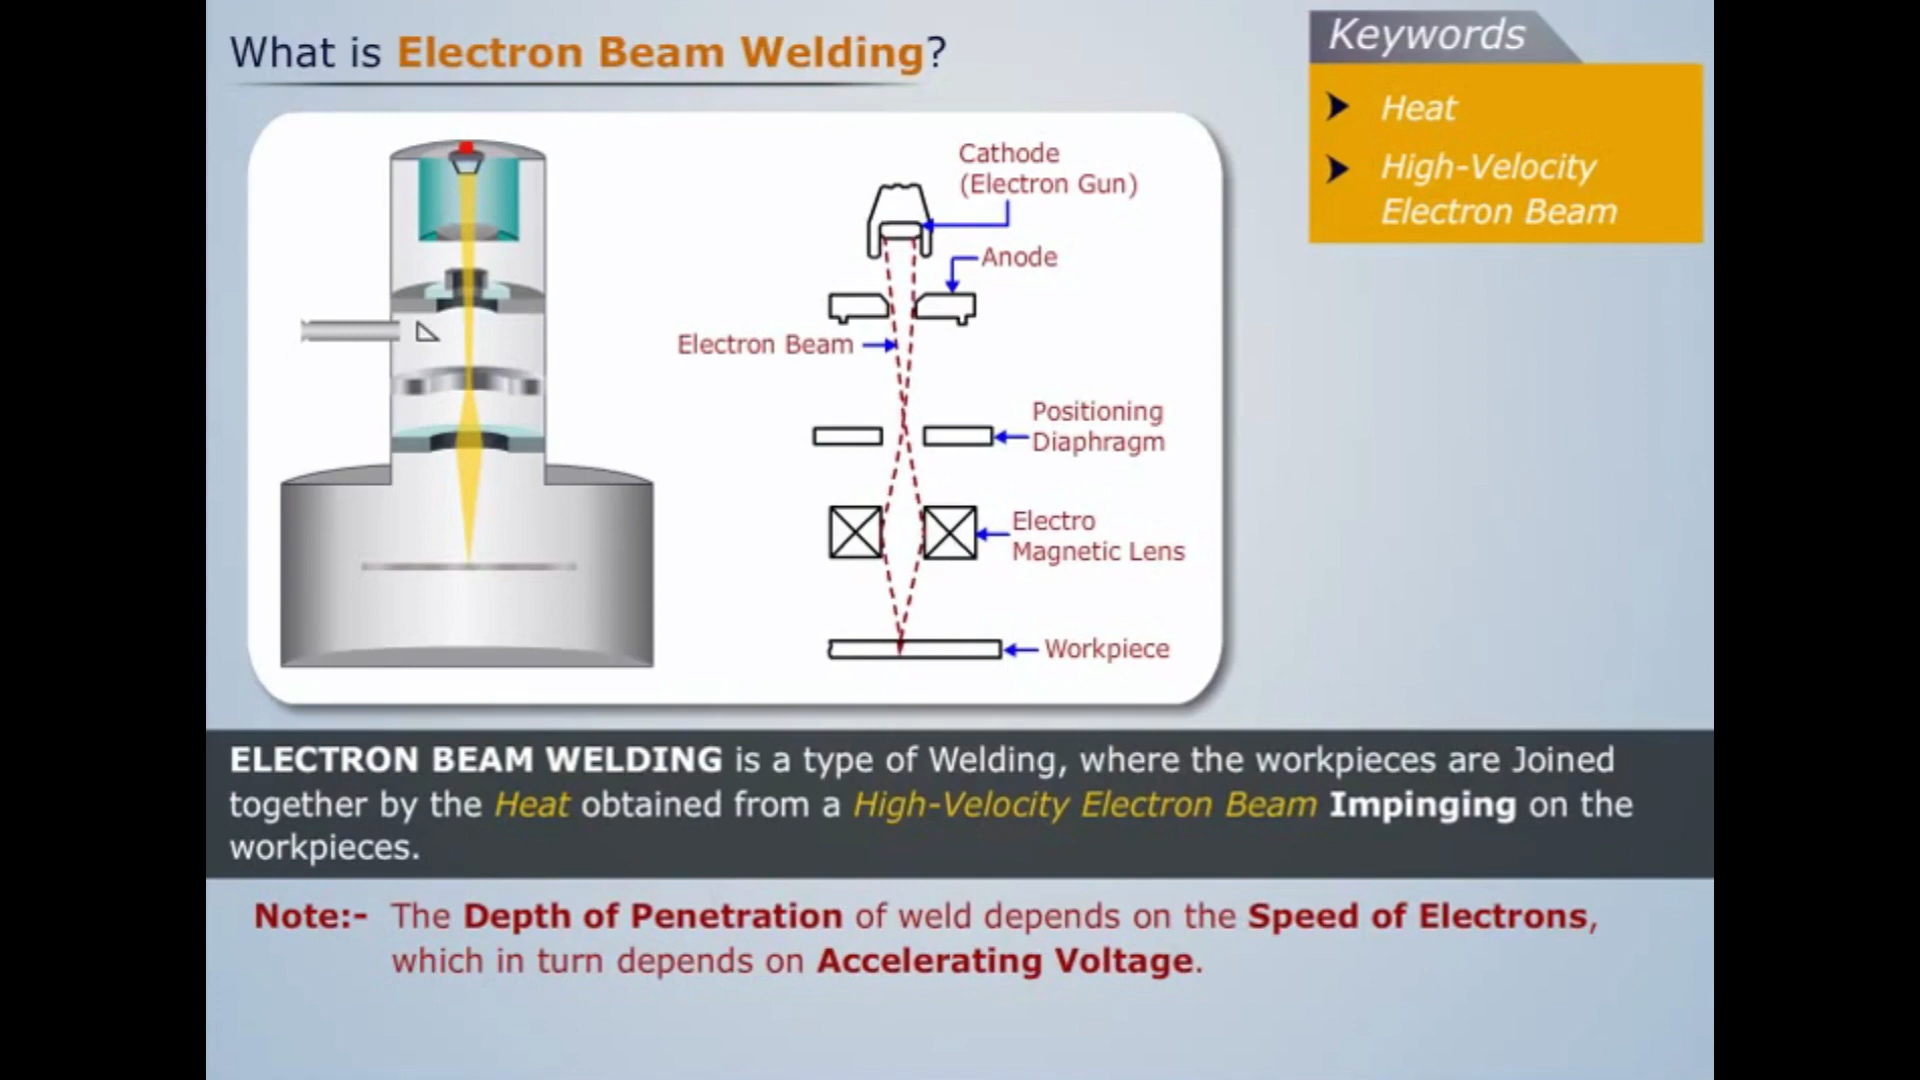 What is Electron Beam Welding?
Keywords
Heat
High-Velocity
Electron Beam
Cathode
(Electron Gun)
Anode
Electron Beam
Positioning
Diaphragm
Electro
Magnetic Lens
Workpiece
ELECTRON BEAM WELDING is a type of Welding, where the workpieces are Joined
together by the Heat obtained from a High-Velocity Electron Beam Impinging on the
workpieces.
Note:- The Depth of Penetration of weld depends on the Speed of Electrons,
which in turn depends on Accelerating Voltage.